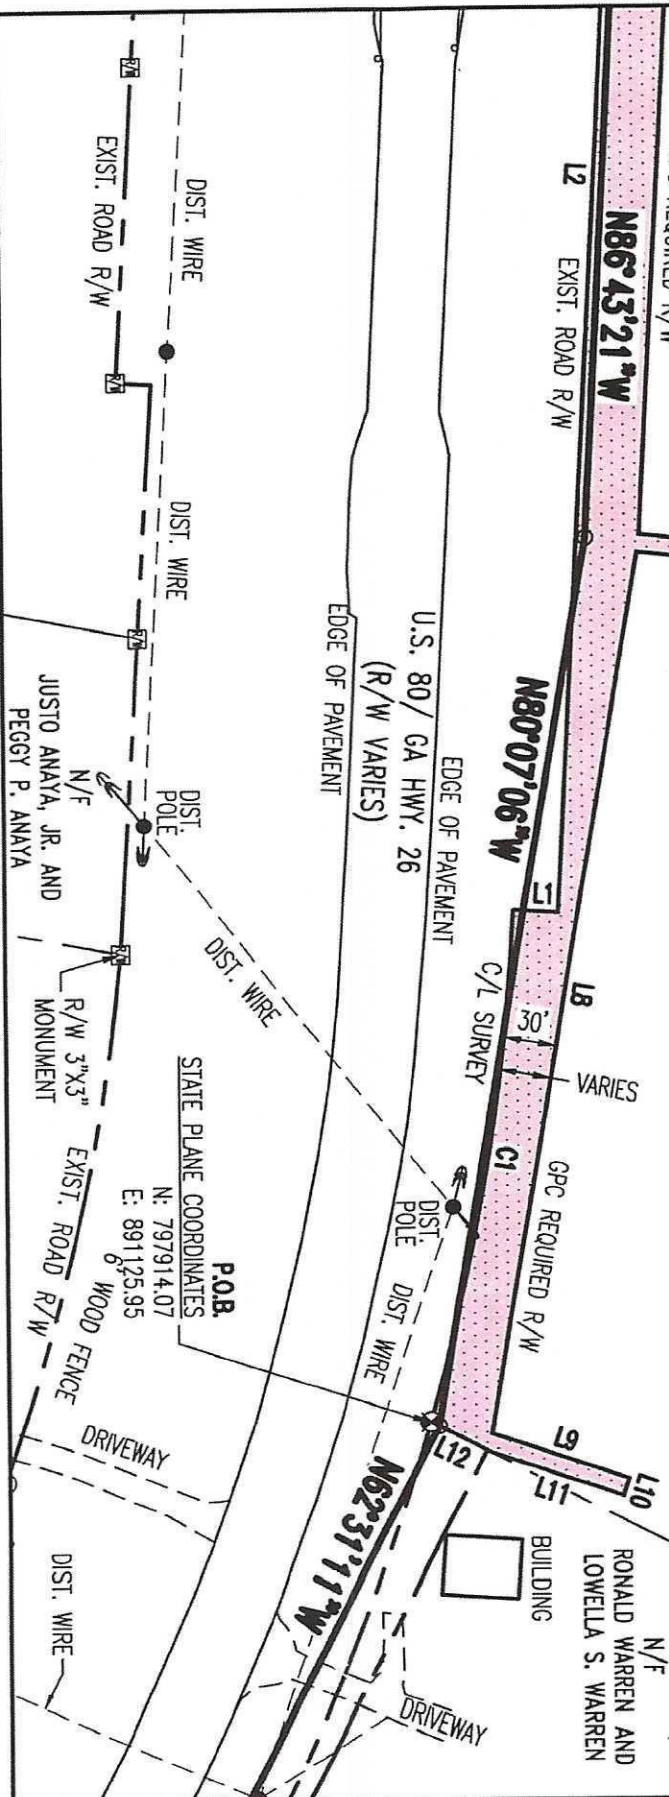 REQUIRED R/W
L2
N86°43'21"W
EXIST. ROAD R/W
DIST. WIRE
R/W
EXIST. ROAD R/W
R/W
DIST. WIRE
R/W
EDGE OF PAVEMENT
U.S. 80/ GA HWY. 26
(R/W VARIES)
EDGE OF PAVEMENT
N80°07'06"W
L1
L8
30'
VARIES
C/L SURVEY
C1
GPC REQUIRED R/W
DIST.
POLE
N/F
JUSTO ANAYA, JR. AND
PEGGY P. ANAYA
DIST. WIRE
R/W
R/W 3"X3"
MONUMENT
DIST.
POLE
DIST. WIRE
P.O.B.
STATE PLANE COORDINATES
N: 797914.07
E: 891125.95
EXIST. ROAD R/W
6' WOOD FENCE
DRIVEWAY
L9
L10
L11
L12
N62°31'11"W
BUILDING
N/F
RONALD WARREN AND
LOWELLA S. WARREN
DRIVEWAY
DIST. WIRE